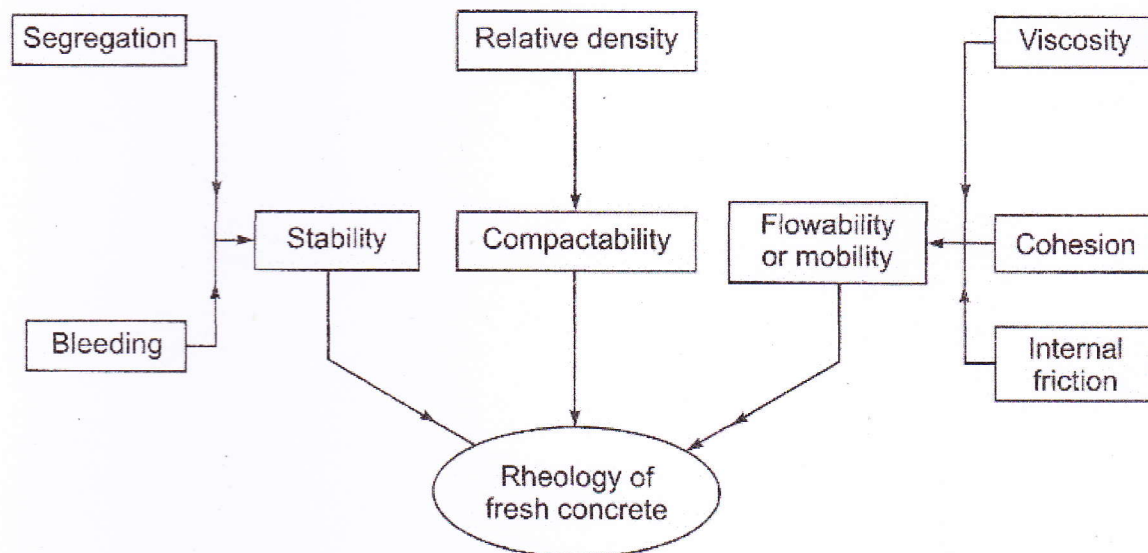 Segregation
Relative density
Viscosity
Stability
Compactability
Flowability
or mobility
Cohesion
Bleeding
Internal
friction
Rheology of
fresh concrete